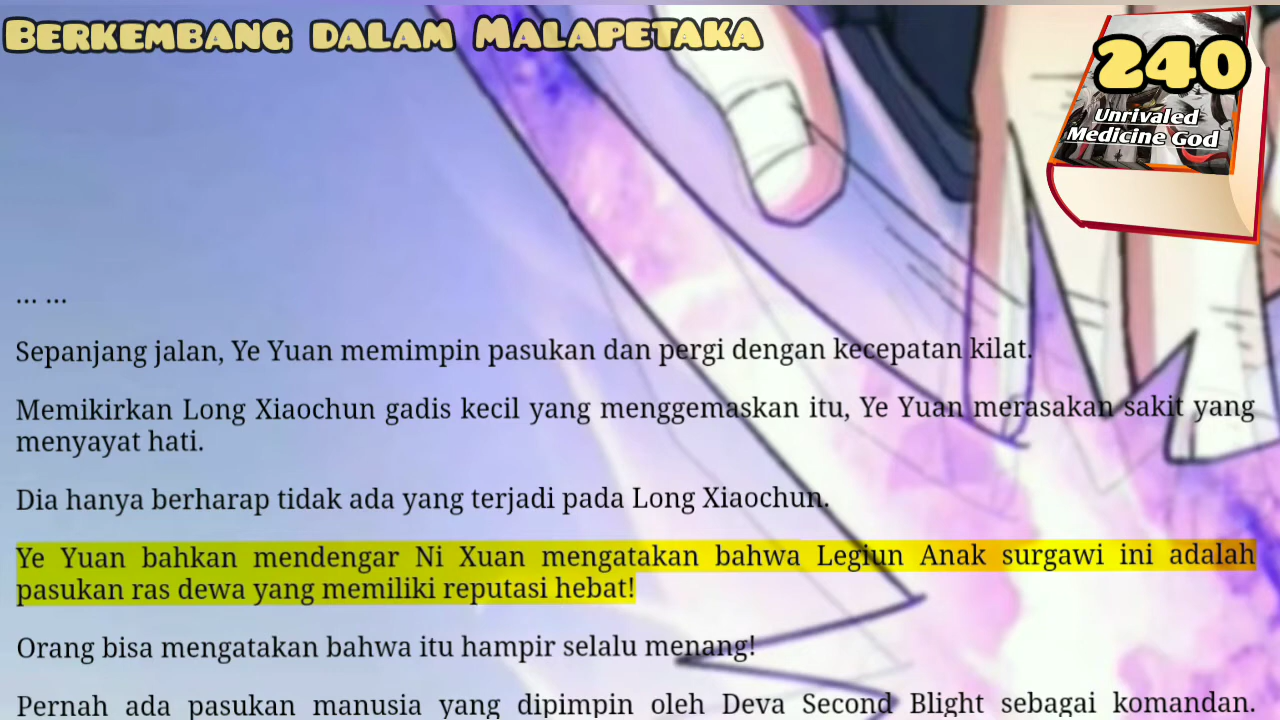 Berkembang dalam Malapetaka
240
Unrivaled
Medicine God
... ...
Sepanjang jalan, Ye Yuan memimpin pasukan dan pergi dengan kecepatan kilat.
Memikirkan Long Xiaochun gadis kecil yang menggemaskan itu, Ye Yuan merasakan sakit yang
menyayat hati.
Dia hanya berharap tidak ada yang terjadi pada Long Xiaochun.
Ye Yuan bahkan mendengar Ni Xuan mengatakan bahwa Legiun Anak surgawi ini adalah
pasukan ras dewa yang memiliki reputasi hebat!
Orang bisa mengatakan bahwa itu hampir selalu menang!
Pernah ada pasukan manusia yang dipimpin oleh Deva Second Blight sebagai komandan.